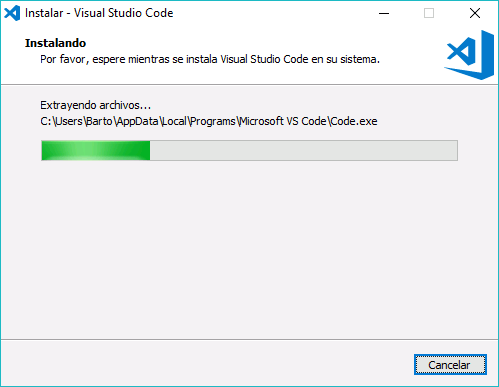 Instalar - Visual Studio Code
Instalando
Por favor, espere mientras se instala Visual Studio Code en su sistema.
Extrayendo archivos...
C:\Users\Barto\AppData\Local\Programs\Microsoft VS Code\Code.exe
Cancelar